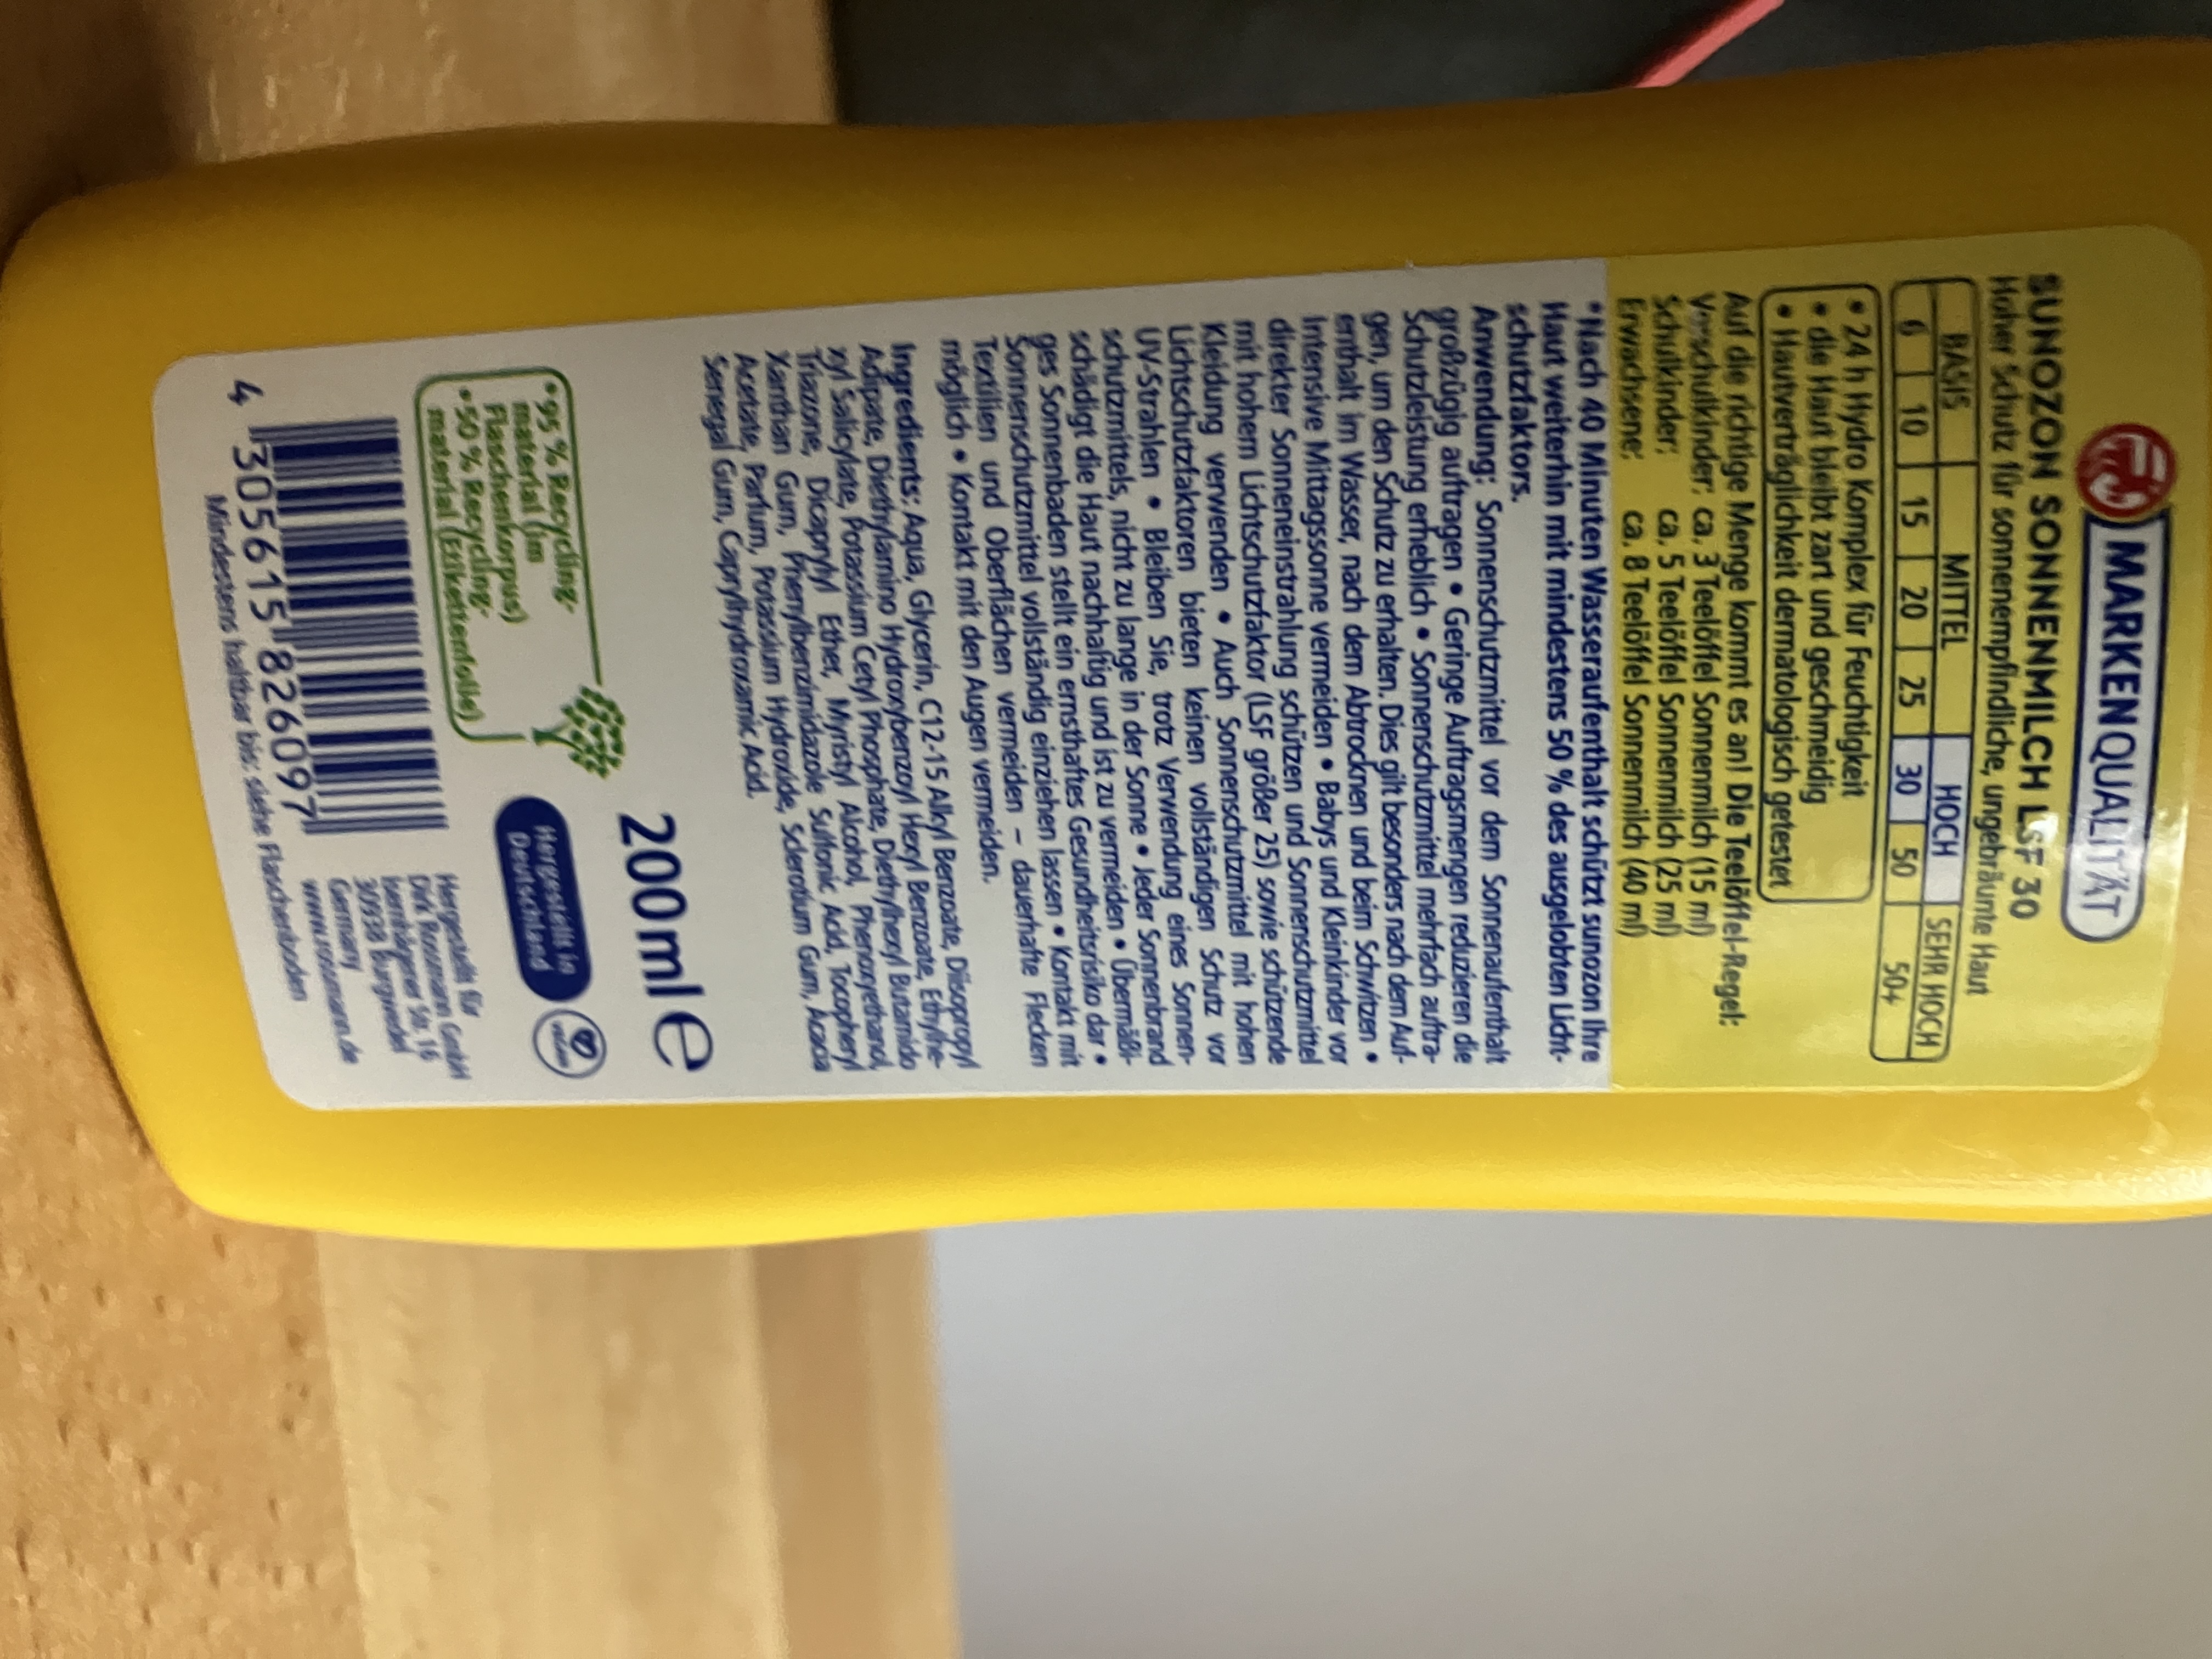 MARKENQUALITÄT
SUNOZON SONNENMILCH LSF 30
Hoher Schutz für sonnenempfindliche, ungebräunte Haut
BASIS MITTEL HOCH SEHR HOCH
6 10 15 20 25 30 50 50+
• 24 h Hydro Komplex für Feuchtigkeit
• die Haut bleibt zart und geschmeidig
• Hautverträglichkeit dermatologisch getestet
Auf die richtige Menge kommt es an! Die Teelöffel-Regel:
Vorschulkinder: ca. 3 Teelöffel Sonnenmilch (15 ml)
Schulkinder: ca. 5 Teelöffel Sonnenmilch (25 ml)
Erwachsene: ca. 8 Teelöffel Sonnenmilch (40 ml)
*Nach 40 Minuten Wasseraufenthalt schützt sunozon Ihre
Haut weiterhin mit mindestens 50 % des ausgelobten Licht-
schutzfaktors.
Anwendung: Sonnenschutzmittel vor dem Sonnenaufenthalt
großzügig auftragen • Geringe Auftragsmengen reduzieren die
Schutzleistung erheblich • Sonnenschutzmittel mehrfach auftra-
gen, um den Schutz zu erhalten. Dies gilt besonders nach dem Auf-
enthalt im Wasser, nach dem Abtrocknen und beim Schwitzen •
Intensive Mittagssonne vermeiden • Babys und Kleinkinder vor
direkter Sonneneinstrahlung schützen und Sonnenschutzmittel
mit hohem Lichtschutzfaktor (LSF größer 25) sowie schützende
Kleidung verwenden • Auch Sonnenschutzmittel mit hohen
Lichtschutzfaktoren bieten keinen vollständigen Schutz vor
UV-Strahlen • Bleiben Sie, trotz Verwendung eines Sonnen-
schutzmittels, nicht zu lange in der Sonne • Jeder Sonnenbrand
schädigt die Haut nachhaltig und ist zu vermeiden • Übermäßi-
ges Sonnenbaden stellt ein ernsthaftes Gesundheitsrisiko dar •
Sonnenschutzmittel vollständig einziehen lassen • Kontakt mit
Textilien und Oberflächen vermeiden – dauerhafte Flecken
möglich • Kontakt mit den Augen vermeiden.
Ingredients: Aqua, Glycerin, C12-15 Alkyl Benzoate, Diisopropyl
Adipate, Diethylamino Hydroxybenzoyl Hexyl Benzoate, Ethylhe-
xyl Salicylate, Potassium Cetyl Phosphate, Diethylhexyl Butamido
Triazone, Dicaprylyl Ether, Myristyl Alcohol, Phenoxyethanol,
Xanthan Gum, Phenylbenzimidazole Sulfonic Acid, Tocopheryl
Acetate, Parfum, Potassium Hydroxide, Sclerotium Gum, Acacia
Senegal Gum, Caprylhydroxamic Acid.
200 ml e
• 95 % Recycling-
material (im
Flaschenkorpus)
• 50 % Recycling-
material (Etikettenfolie)
Hergestellt in
Deutschland
VEGAN
Hergestellt für
Dirk Rossmann GmbH
Isernhägener Str. 16
30938 Burgwedel
Germany
www.rossmann.de
4 305615 826097
Mindestens haltbar bis: siehe Flaschenboden